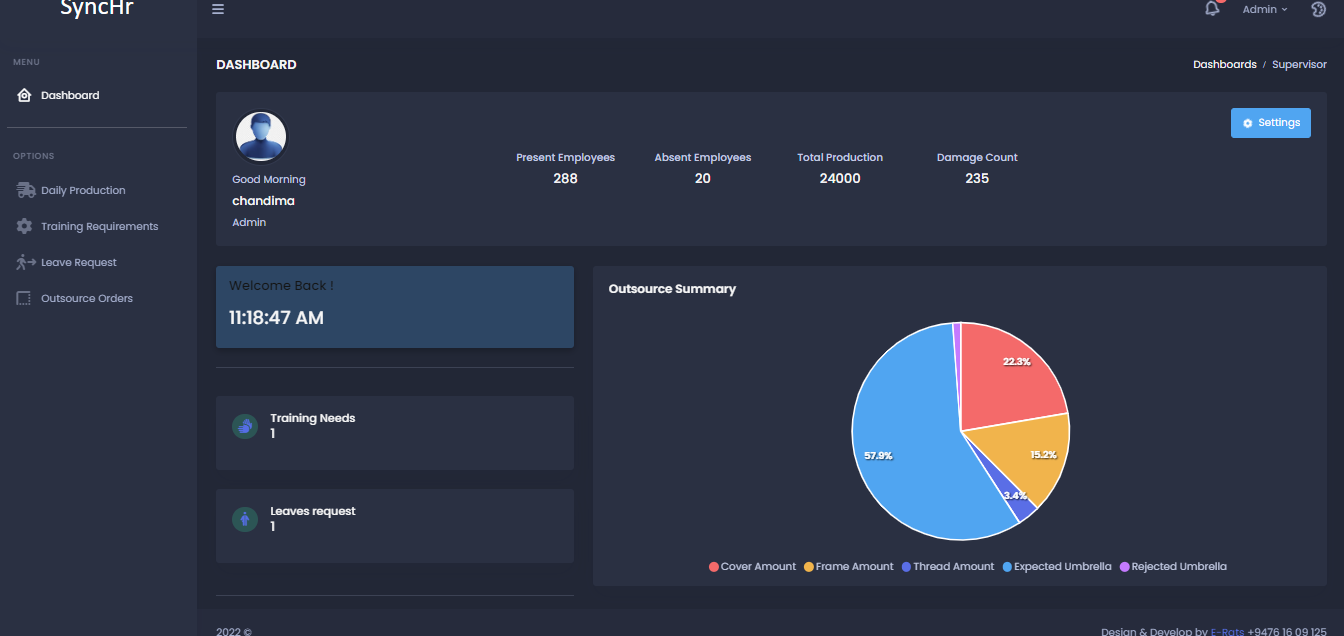 SyncHr
Admin
MENU
Dashboard
OPTIONS
Daily Production
Training Requirements
Leave Request
Outsource Orders
DASHBOARD
Dashboards / Supervisor
Settings
Good Morning
chandima
Admin
Present Employees
288
Absent Employees
20
Total Production
24000
Damage Count
235
Welcome Back !
11:18:47 AM
Training Needs
1
Leaves request
1
Outsource Summary
22.3%
15.2%
3.4%
57.9%
Cover Amount Frame Amount Thread Amount Expected Umbrella Rejected Umbrella
2022 ©
Design & Develop by E-Rats +9476 16 09 125